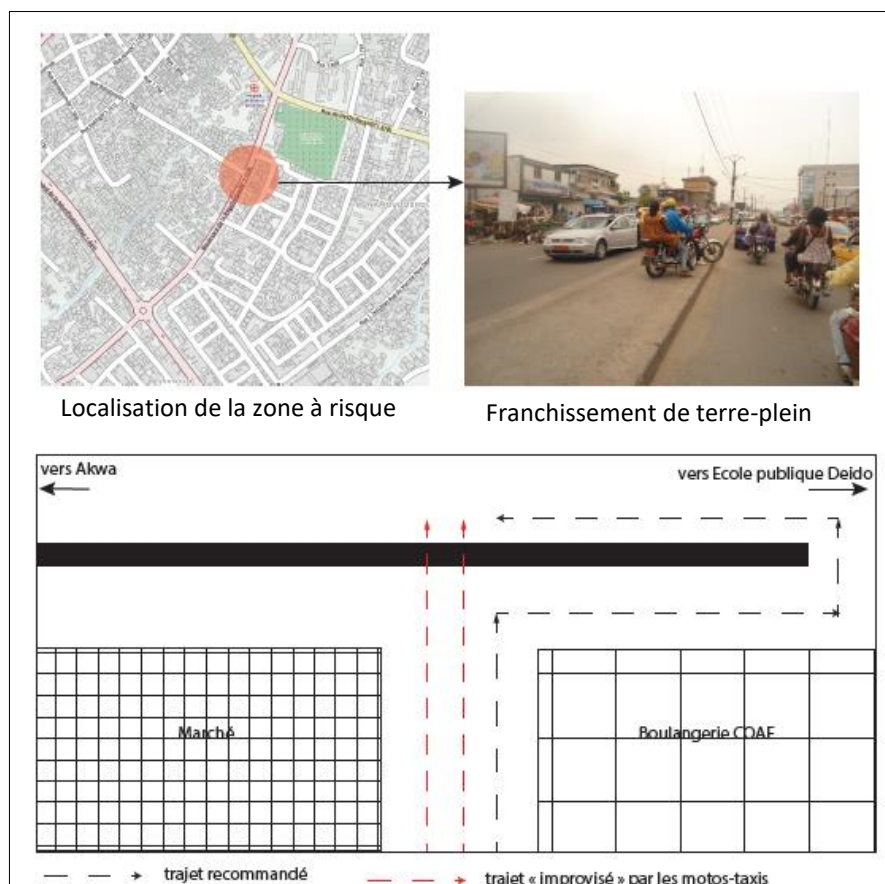 Localisation de la zone à risque
Franchissement de terre-plein
vers Akwa
vers Ecole publique Deido
Marché
Boulangerie COAF
trajet recommandé
trajet « improvisé » par les motos-taxis